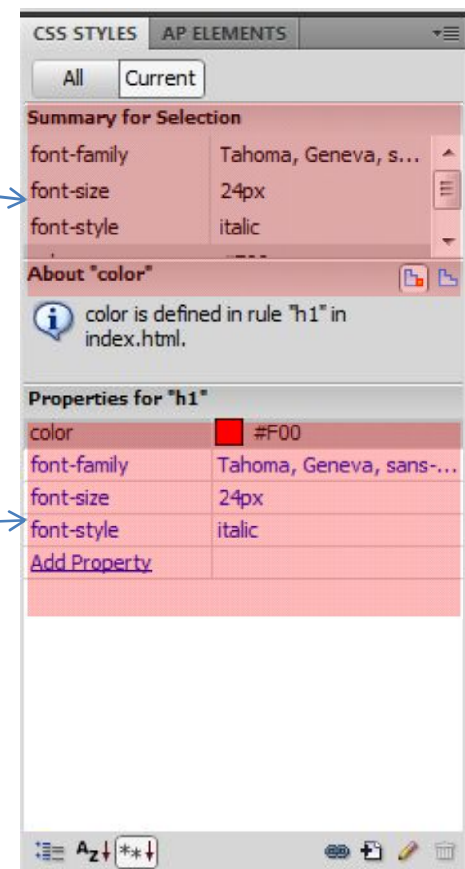 CSS STYLES AP ELEMENTS
All Current
Summary for Selection
font-family Tahoma, Geneva, s...
font-size 24px
font-style italic
About "color"
color is defined in rule "h1" in
index.html.
Properties for "h1"
color #F00
font-family Tahoma, Geneva, sans-...
font-size 24px
font-style italic
Add Property